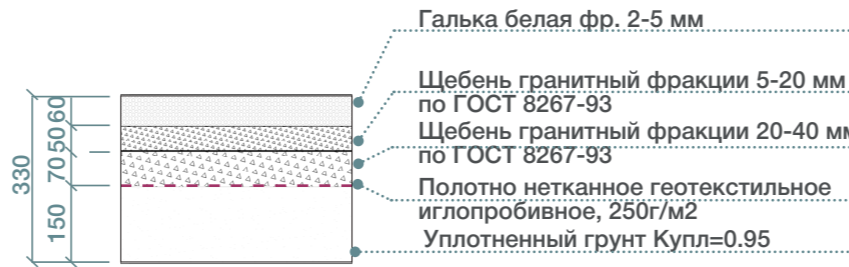 Галька белая фр. 2-5 мм
Щебень гранитный фракции 5-20 мм
по ГОСТ 8267-93
Щебень гранитный фракции 20-40 мм
по ГОСТ 8267-93
Полотно нетканное геотекстильное
иглопробивное, 250г/м2
Уплотненный грунт Купл=0.95
330
60
50
70
150